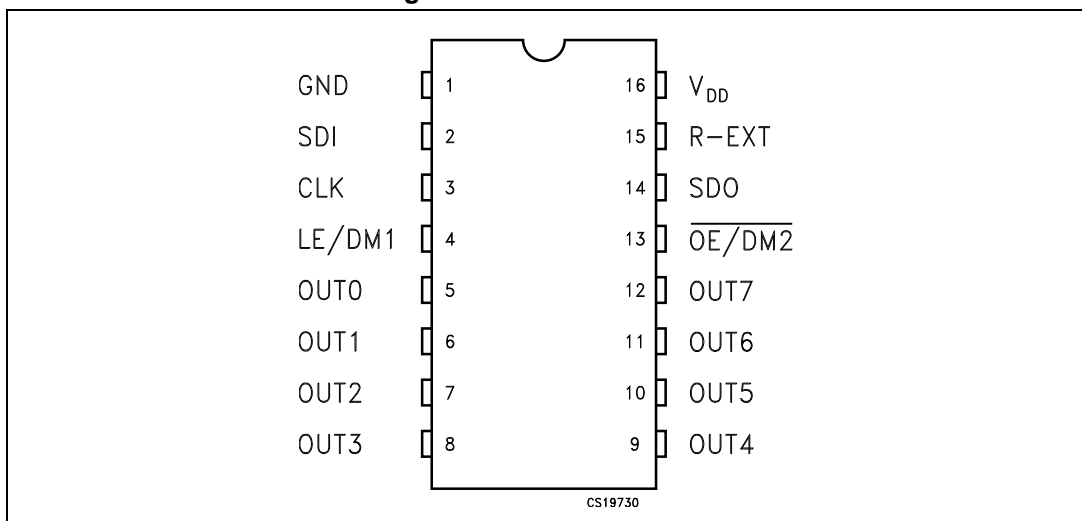 GND 1 16 VDD
SDI 2 15 R-EXT
CLK 3 14 SDO
LE/DM1 4 13 OE/DM2
OUT0 5 12 OUT7
OUT1 6 11 OUT6
OUT2 7 10 OUT5
OUT3 8 9 OUT4
CS19730